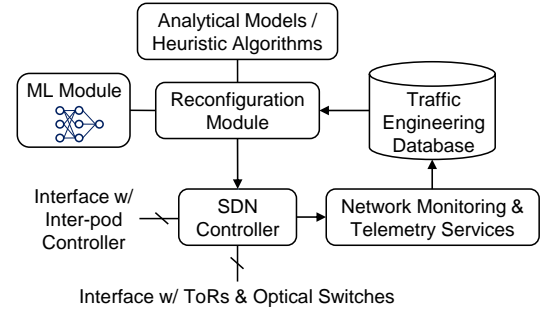 Analytical Models /
Heuristic Algorithms
ML Module
Reconfiguration
Module
Traffic
Engineering
Database
Interface w/
Inter-pod
Controller
SDN
Controller
Network Monitoring &
Telemetry Services
Interface w/ ToRs & Optical Switches